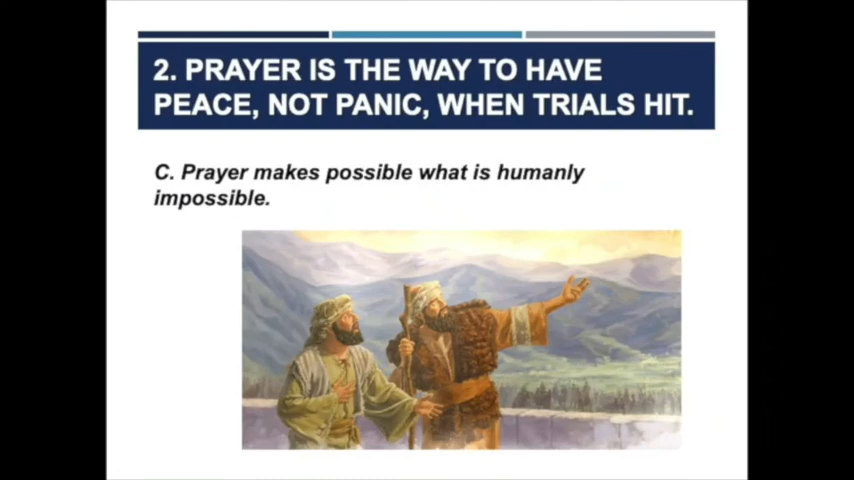 2. PRAYER IS THE WAY TO HAVE
PEACE, NOT PANIC, WHEN TRIALS HIT.
C. Prayer makes possible what is humanly
impossible.